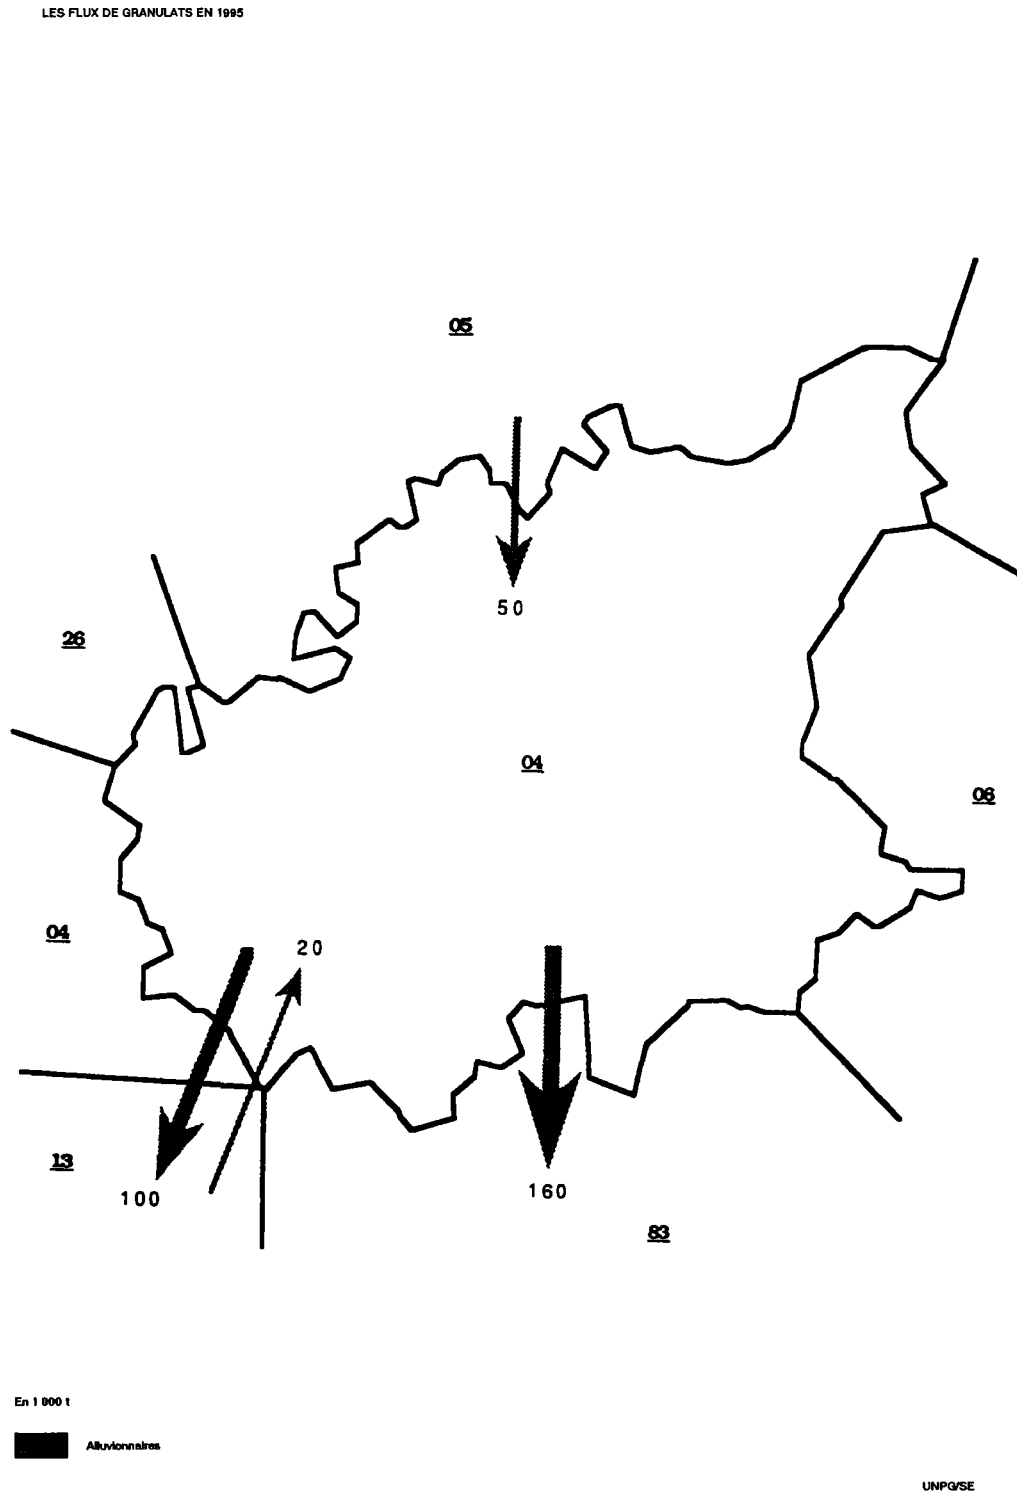 LES FLUX DE GRANULATS EN 1995
05
50
26
04
06
04
20
13
100
160
83
En 1 000 t
Alluvionnaires
UNPG/SE